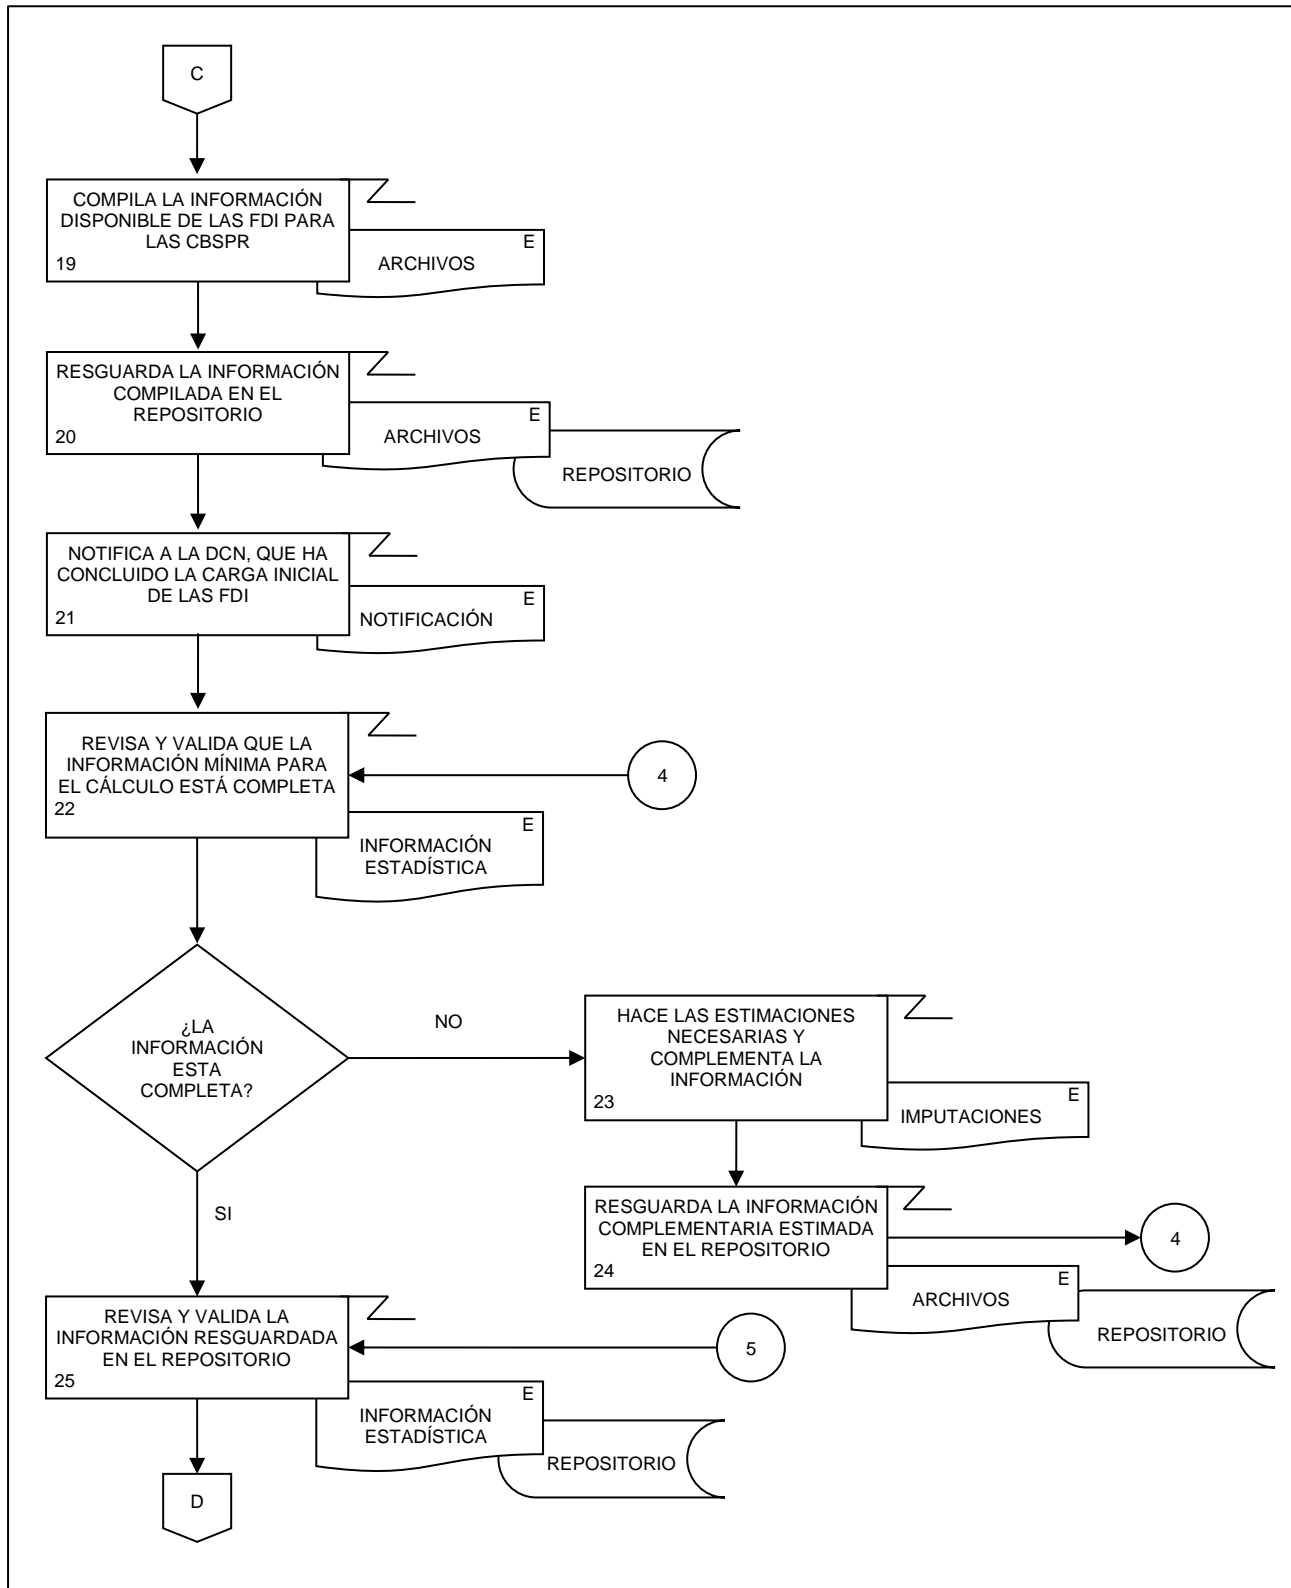 C
COMPILA LA INFORMACIÓN
DISPONIBLE DE LAS FDI PARA
LAS CBSPR
19
E
ARCHIVOS
RESGUARDA LA INFORMACIÓN
COMPILADA EN EL
REPOSITORIO
20
E
ARCHIVOS
REPOSITORIO
NOTIFICA A LA DCN, QUE HA
CONCLUIDO LA CARGA INICIAL
DE LAS FDI
21
E
NOTIFICACIÓN
REVISA Y VALIDA QUE LA
INFORMACIÓN MÍNIMA PARA
EL CÁLCULO ESTÁ COMPLETA
22
4
E
INFORMACIÓN
ESTADÍSTICA
¿LA
INFORMACIÓN
ESTA
COMPLETA?
NO
HACE LAS ESTIMACIONES
NECESARIAS Y
COMPLEMENTA LA
INFORMACIÓN
23
E
IMPUTACIONES
SI
RESGUARDA LA INFORMACIÓN
COMPLEMENTARIA ESTIMADA
EN EL REPOSITORIO
24
4
E
ARCHIVOS
REPOSITORIO
REVISA Y VALIDA LA
INFORMACIÓN RESGUARDADA
EN EL REPOSITORIO
25
5
E
INFORMACIÓN
ESTADÍSTICA
REPOSITORIO
D